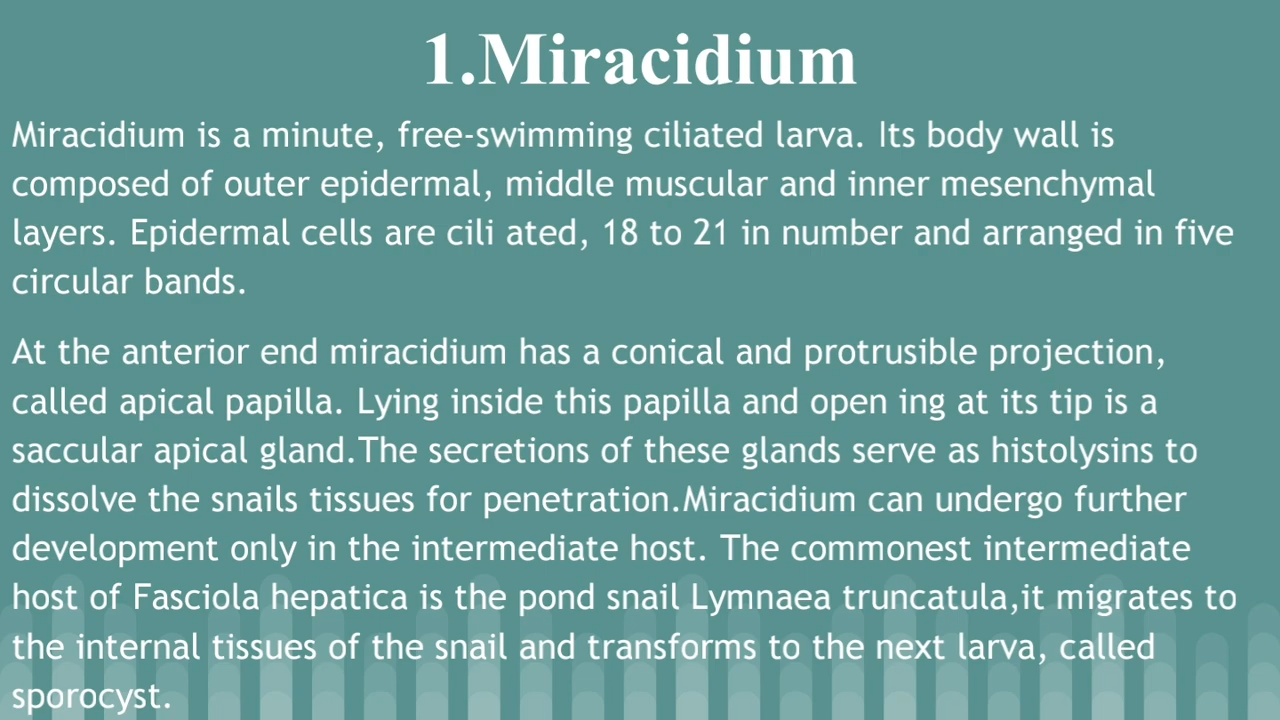 1.Miracidium
Miracidium is a minute, free-swimming ciliated larva. Its body wall is
composed of outer epidermal, middle muscular and inner mesenchymal
layers. Epidermal cells are cili ated, 18 to 21 in number and arranged in five
circular bands.
At the anterior end miracidium has a conical and protrusible projection,
called apical papilla. Lying inside this papilla and open ing at its tip is a
saccular apical gland.The secretions of these glands serve as histolysins to
dissolve the snails tissues for penetration.Miracidium can undergo further
development only in the intermediate host. The commonest intermediate
host of Fasciola hepatica is the pond snail Lymnaea truncatula,it migrates to
the internal tissues of the snail and transforms to the next larva, called
sporocyst.